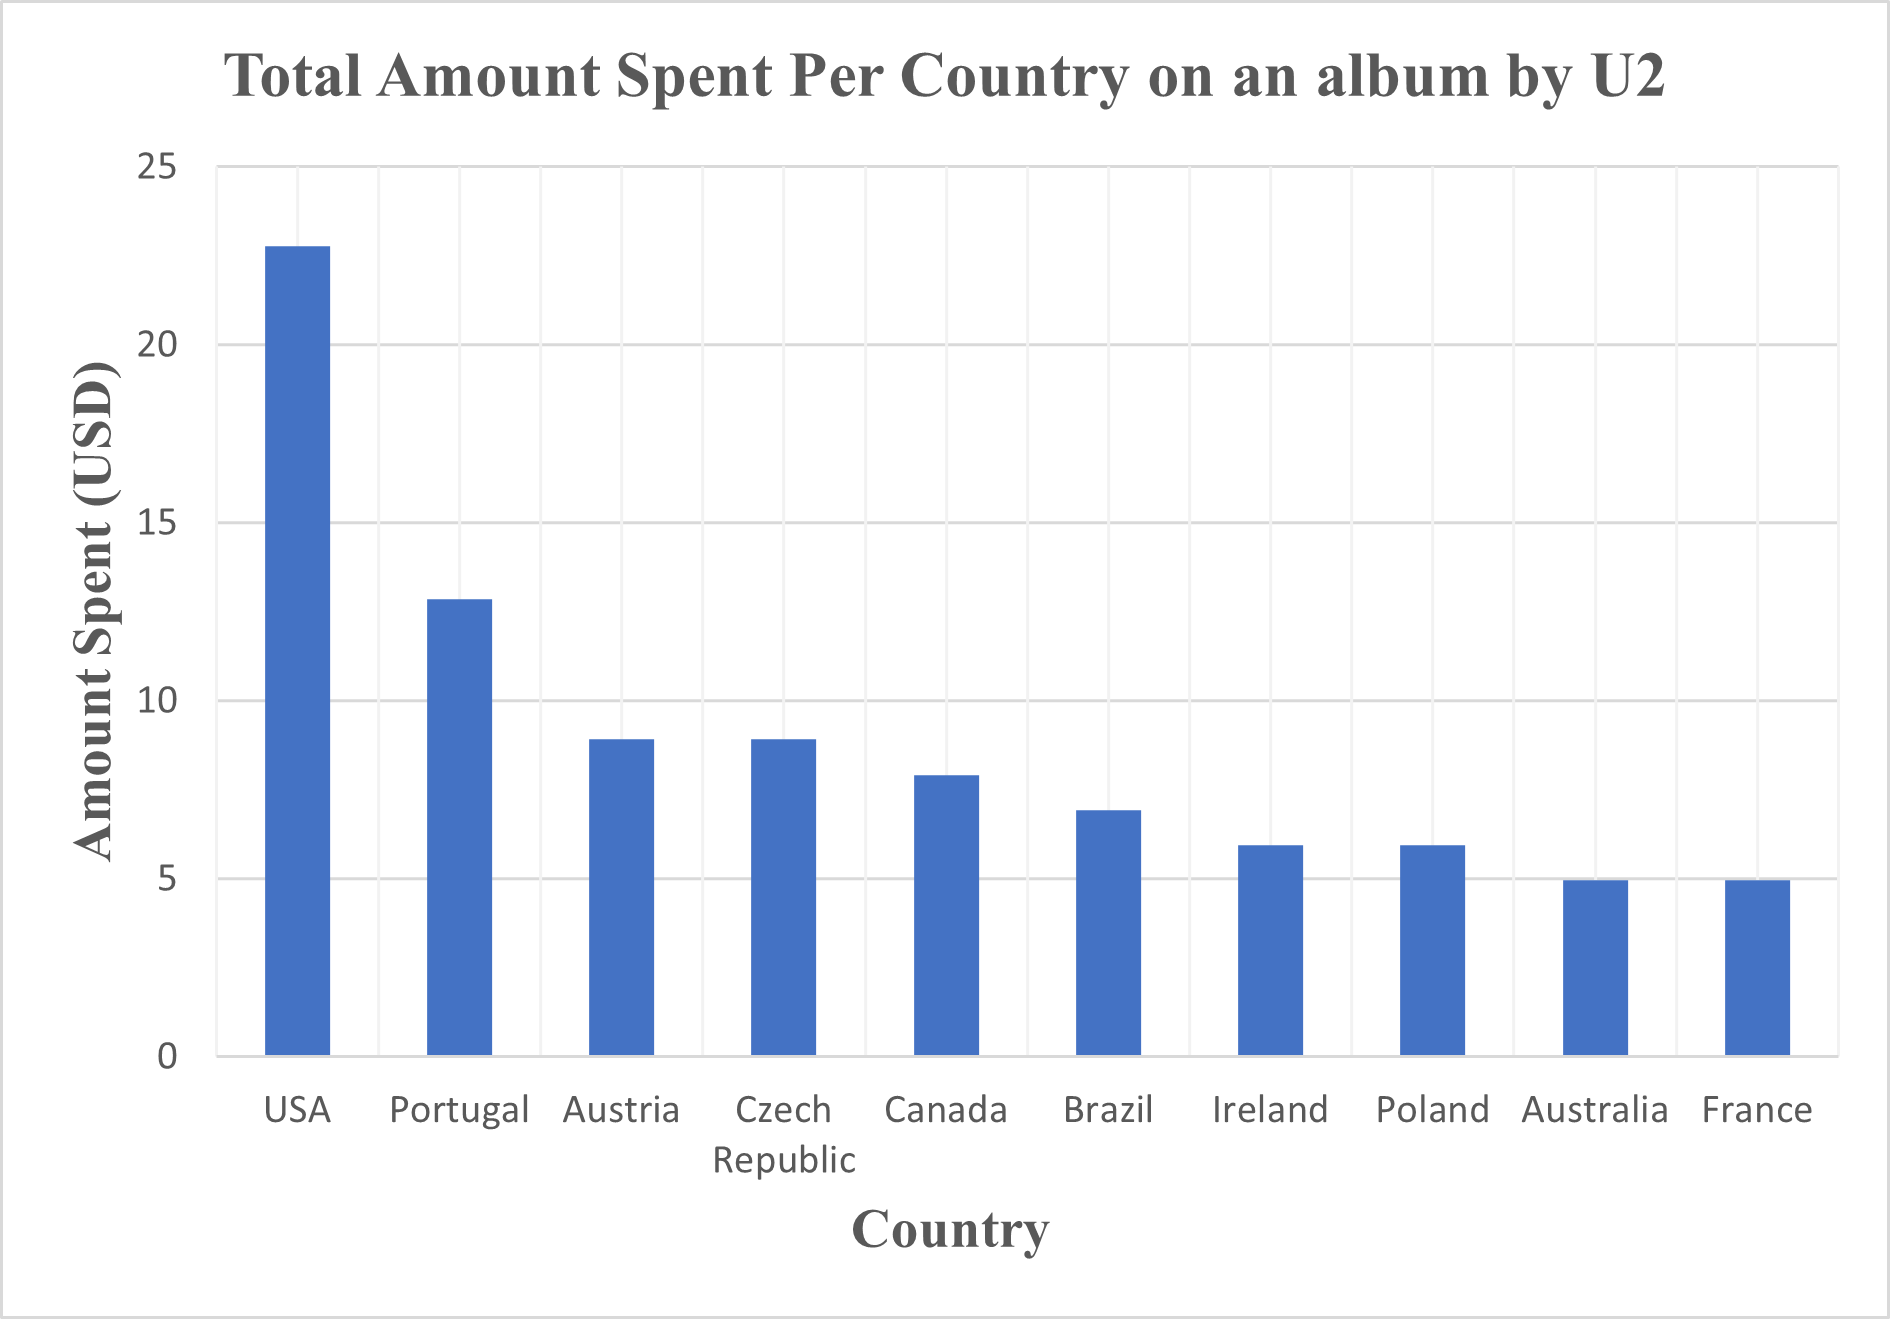 Total Amount Spent Per Country on an album by U2
Amount Spent (USD)
25
20
15
10
5
0
USA Portugal Austria Czech Republic Canada Brazil Ireland Poland Australia France
Country